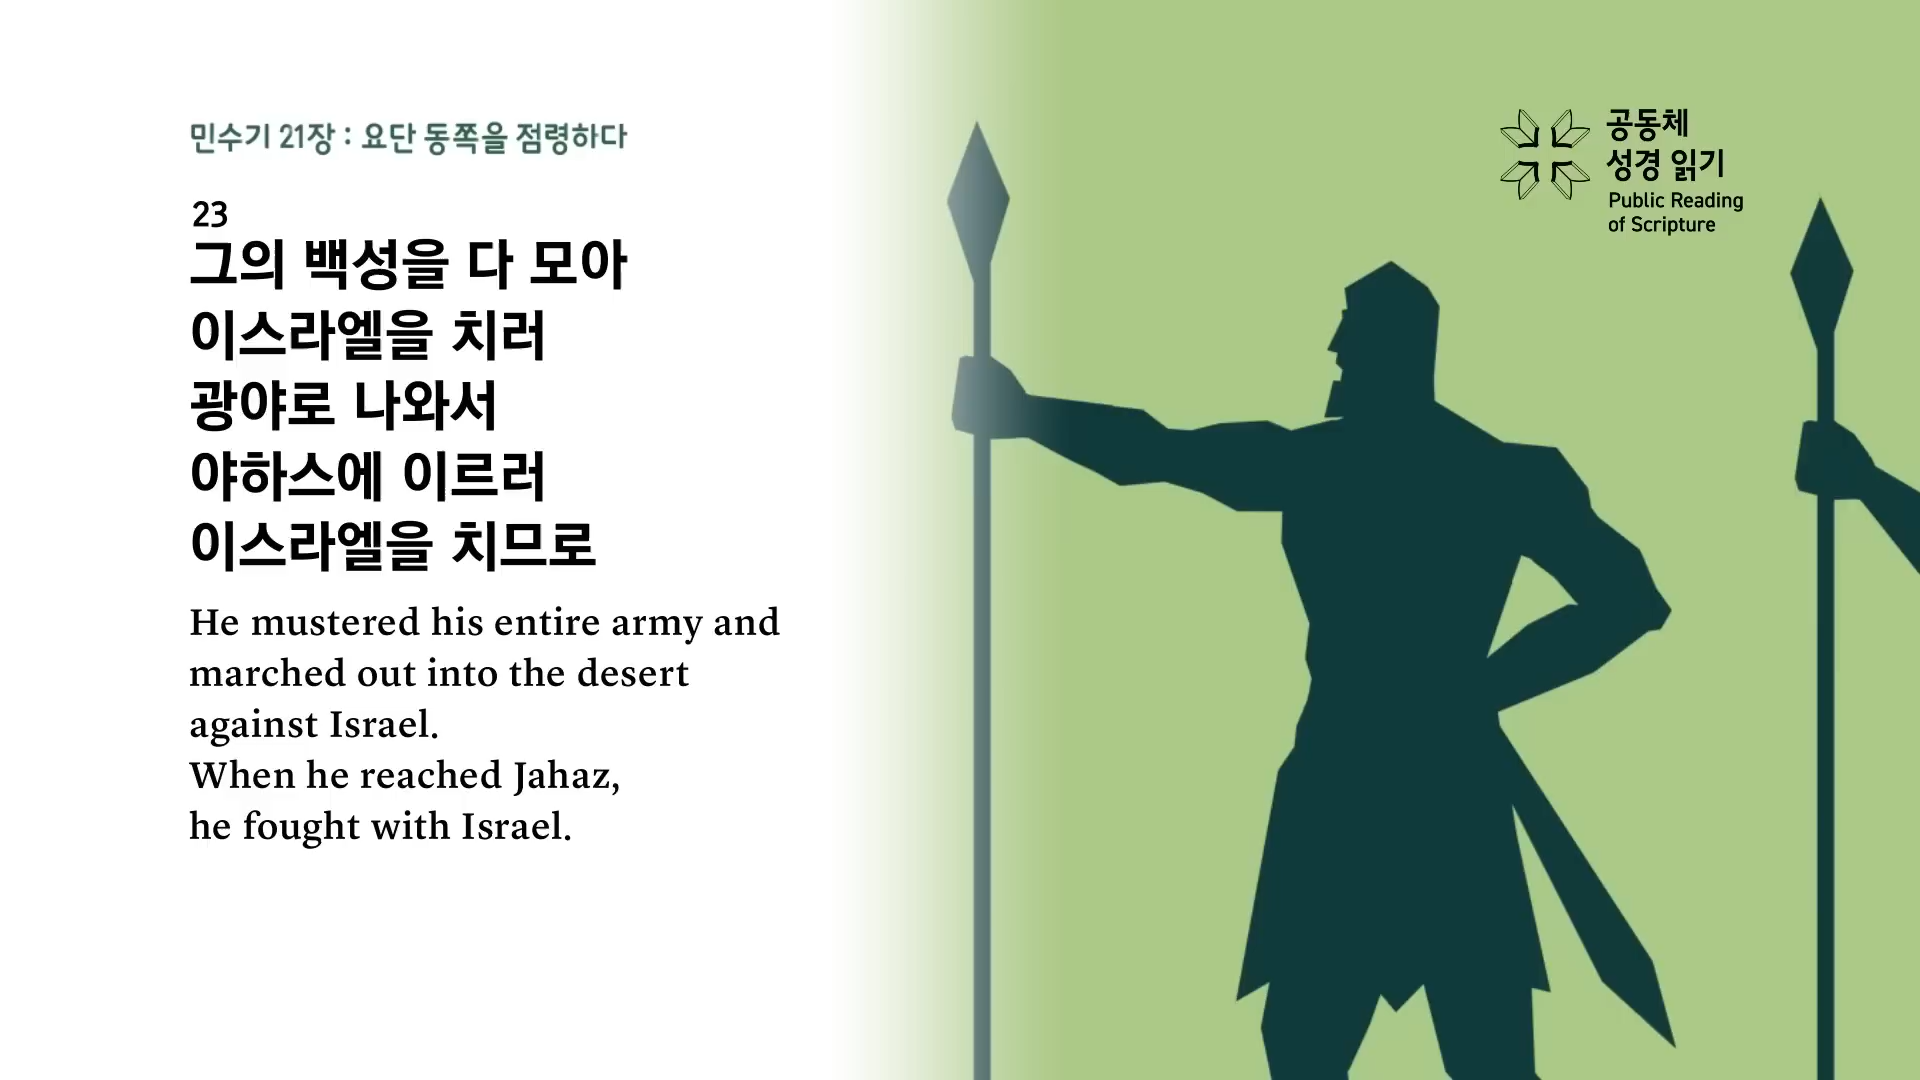 민수기 21장 : 요단 동쪽을 점령하다
23
그의 백성을 다 모아
이스라엘을 치러
광야로 나와서
야하스에 이르러
이스라엘을 치므로
He mustered his entire army and
marched out into the desert
against Israel.
When he reached Jahaz,
he fought with Israel.
공동체
성경 읽기
Public Reading
of Scripture